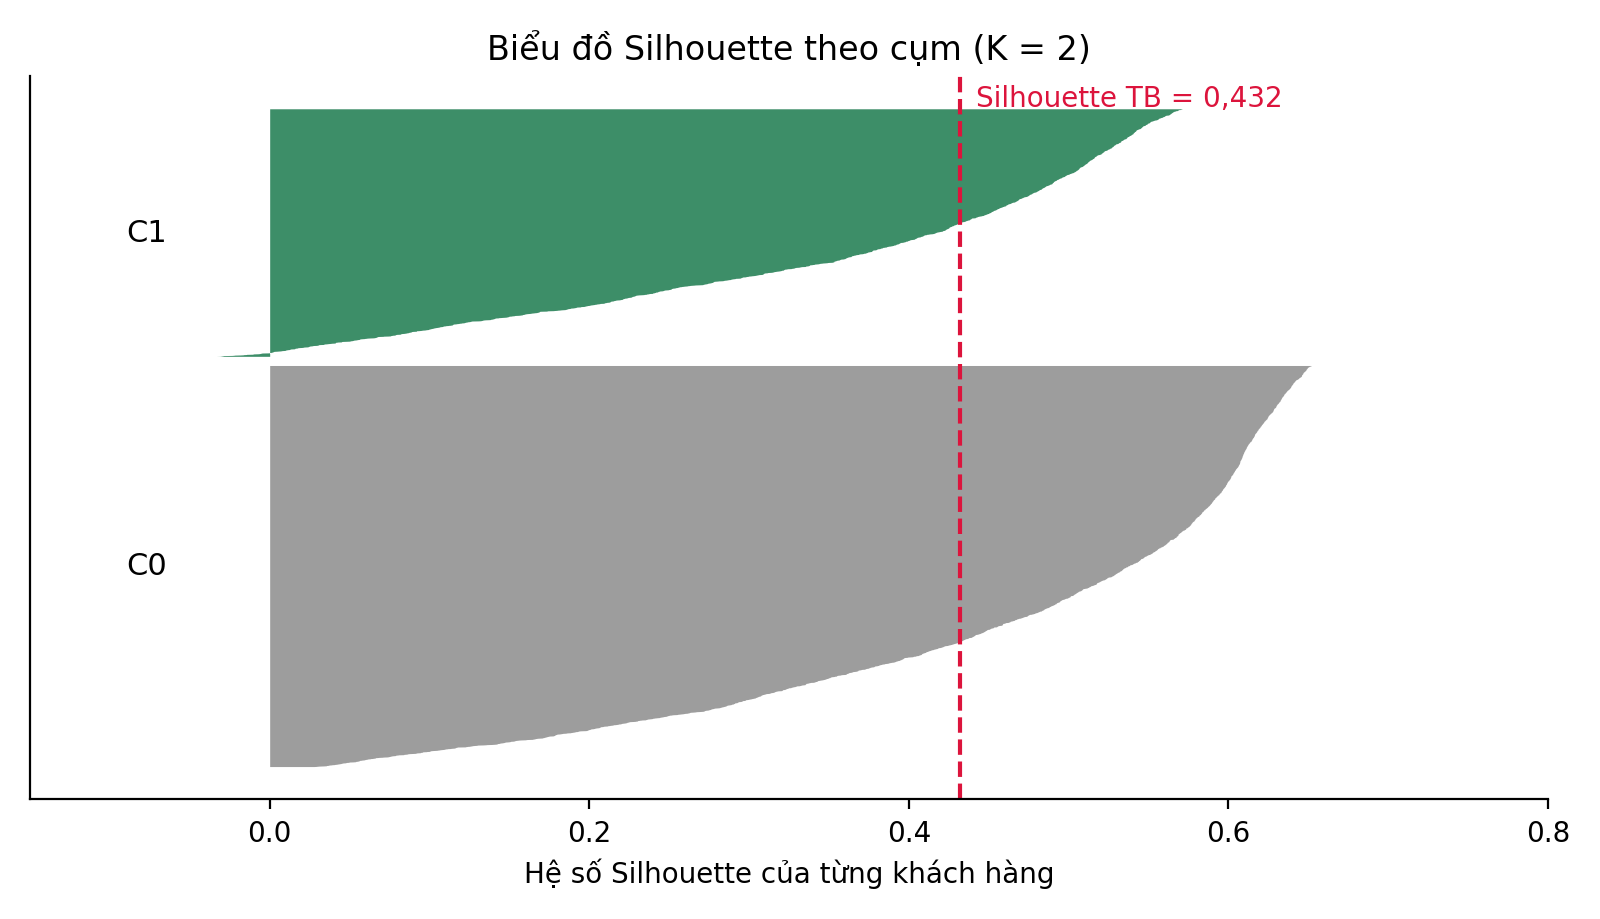 Biểu đồ Silhouette theo cụm (K = 2)
Silhouette TB = 0,432
C1
C0
0.0 0.2 0.4 0.6 0.8
Hệ số Silhouette của từng khách hàng